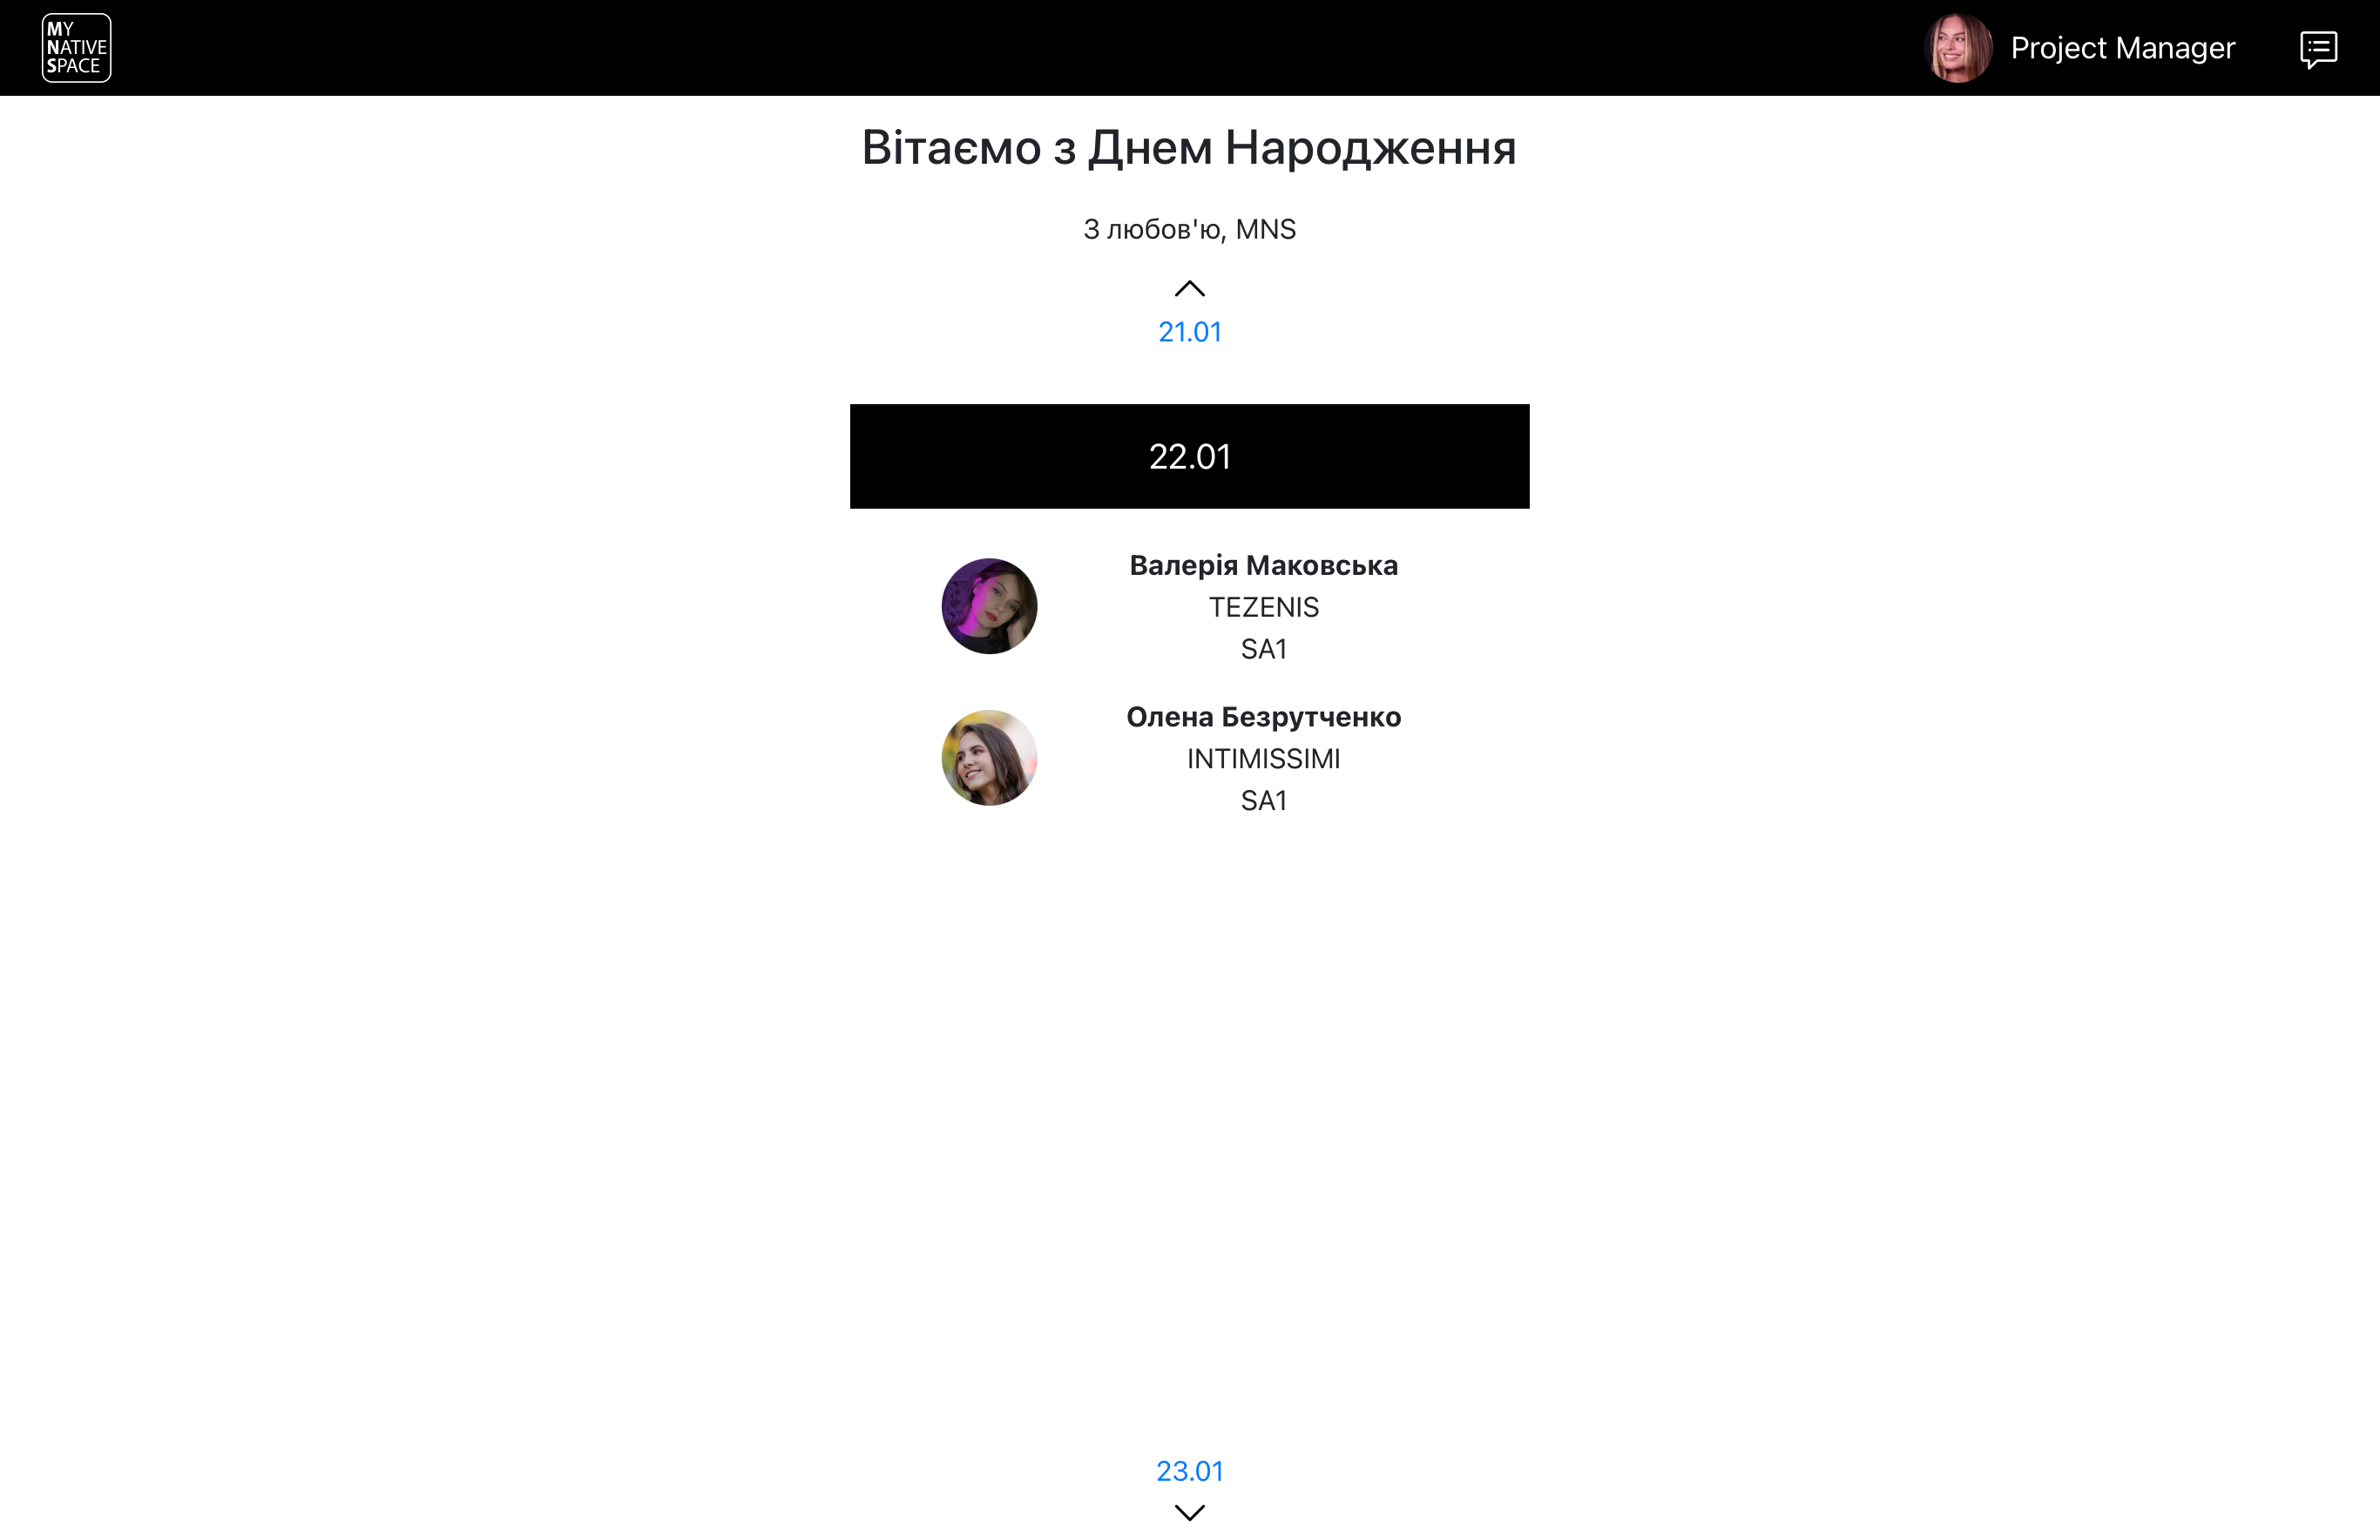 MY
NATIVE
SPACE
Project Manager
Вітаємо з Днем Народження
З любов'ю, MNS
21.01
22.01
Валерія Маковська
TEZENIS
SA1
Олена Безрутченко
INTIMISSIMI
SA1
23.01